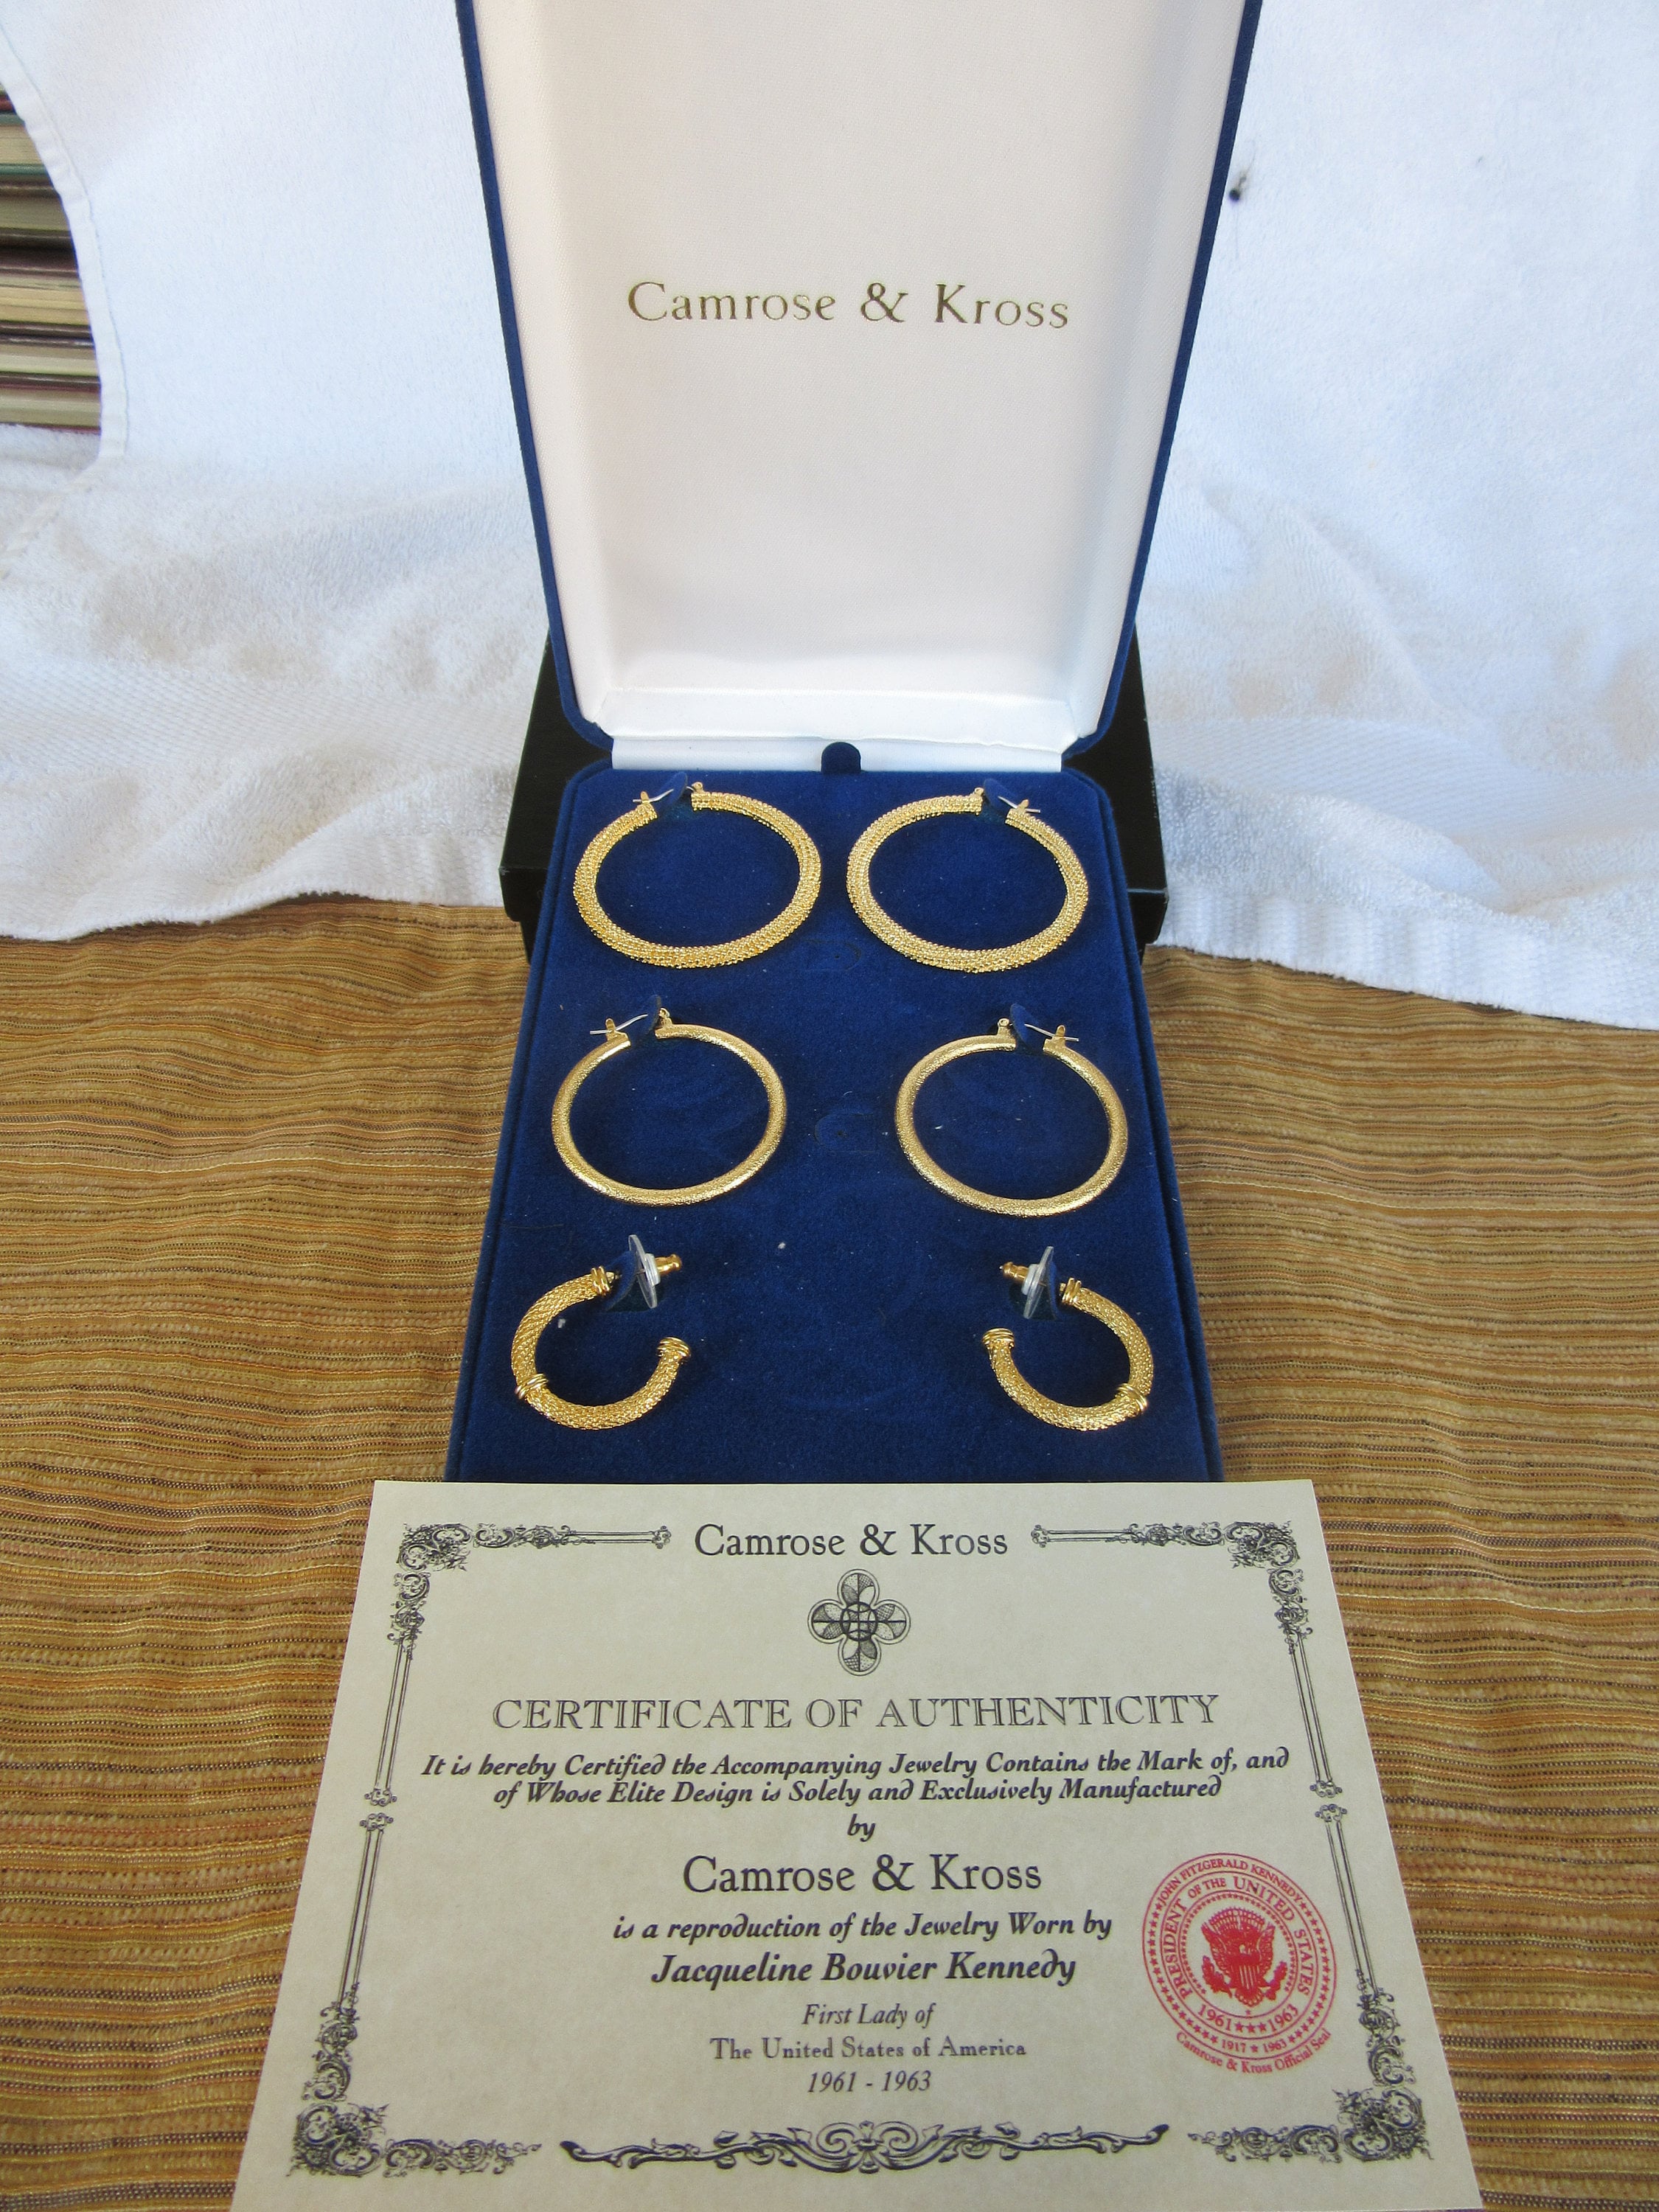 Camrose & Kross
Camrose & Kross
CERTIFICATE OF AUTHENTICITY
It is hereby Certified the Accompanying Jewelry Contains the Mark of, and
of Whose Elite Design is Solely and Exclusively Manufactured
by
Camrose & Kross
is a reproduction of the Jewelry Worn by
Jacqueline Bouvier Kennedy
First Lady of
The United States of America
1961 - 1963
JOHN FITZGERALD KENNEDY
PRESIDENT OF THE UNITED STATES
1961★★★1963
1917 ★ 1963
Camrose & Kross Official Seal